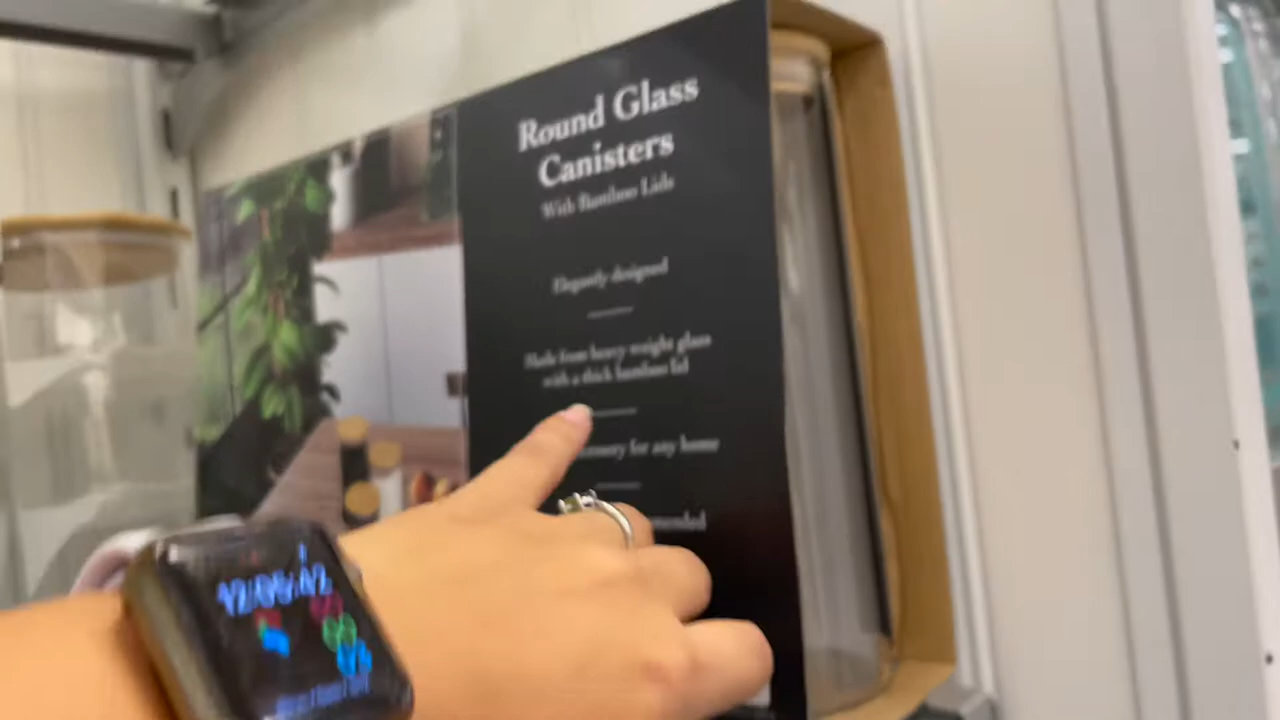 Round Glass
Canisters
With Bamboo Lids
Elegantly designed
Made from heavy weight glass
with a thick bamboo lid
for any home